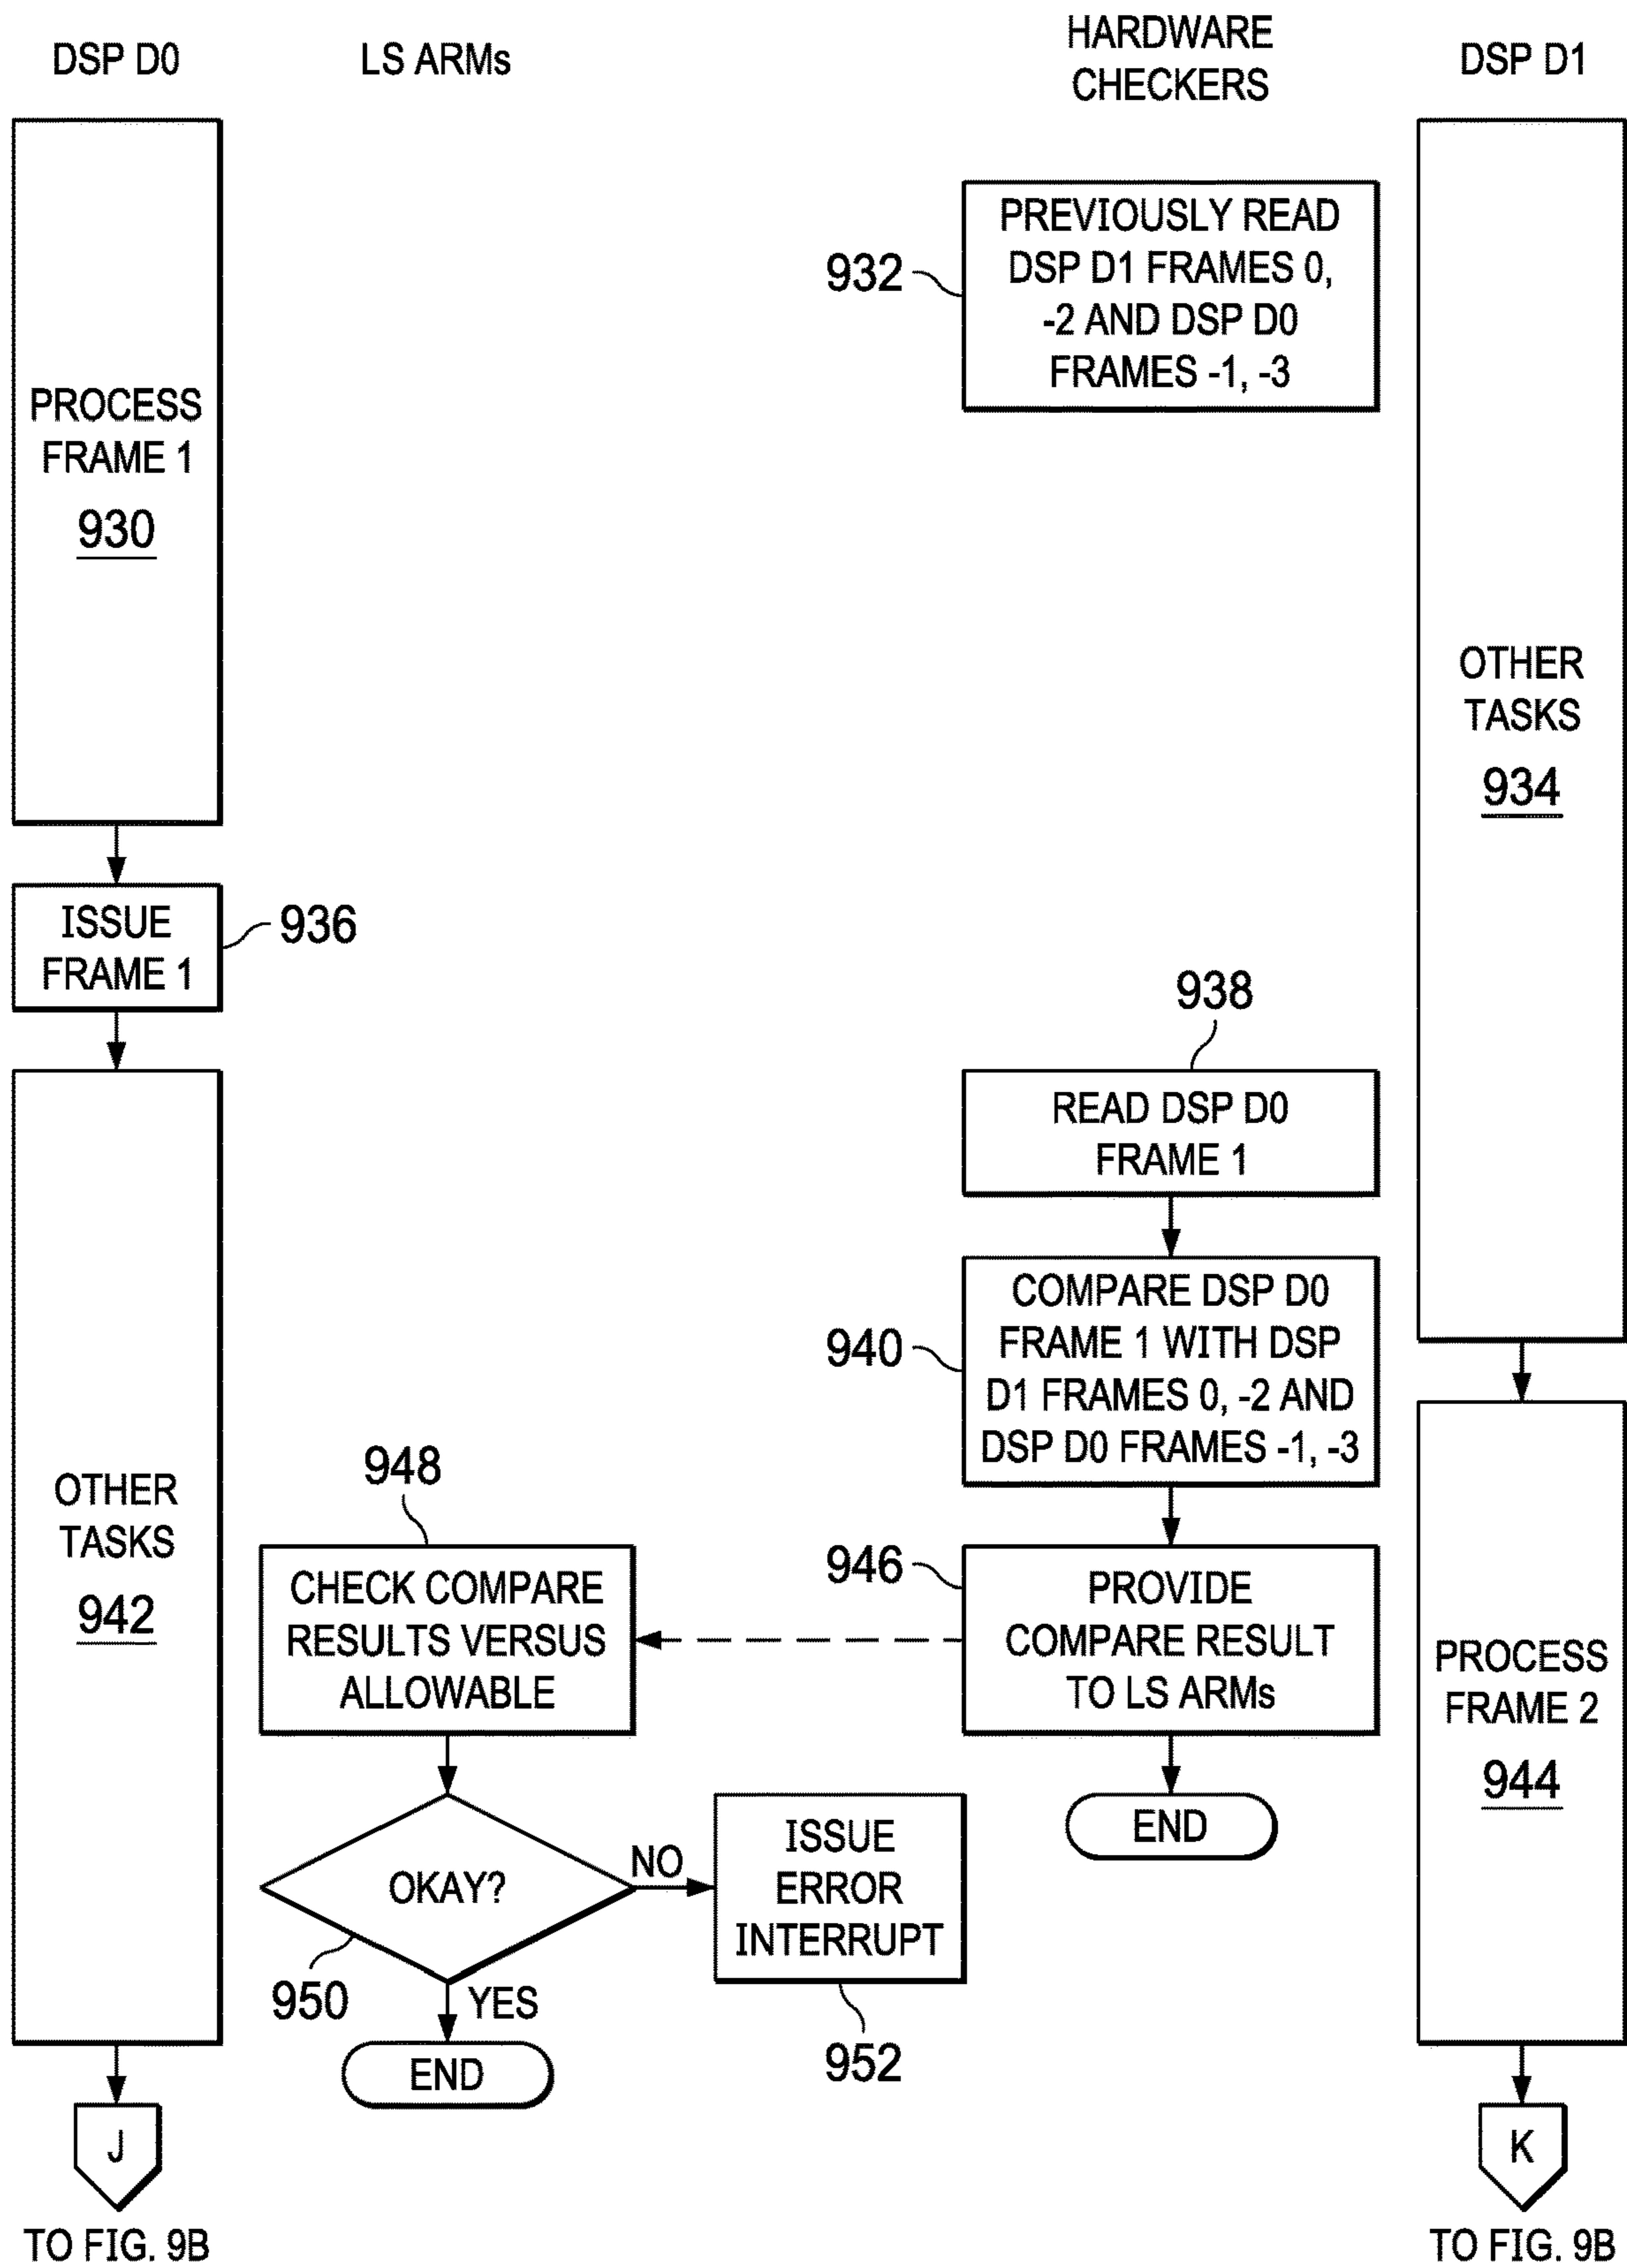 DSP D0
LS ARMs
HARDWARE
CHECKERS
DSP D1
PROCESS
FRAME 1
930
932
PREVIOUSLY READ
DSP D1 FRAMES 0,
-2 AND DSP D0
FRAMES -1, -3
OTHER
TASKS
934
ISSUE
FRAME 1
936
938
READ DSP D0
FRAME 1
940
COMPARE DSP D0
FRAME 1 WITH DSP
D1 FRAMES 0, -2 AND
DSP D0 FRAMES -1, -3
OTHER
TASKS
942
948
CHECK COMPARE
RESULTS VERSUS
ALLOWABLE
946
PROVIDE
COMPARE RESULT
TO LS ARMs
PROCESS
FRAME 2
944
END
OKAY?
950
NO
ISSUE
ERROR
INTERRUPT
952
YES
END
J
TO FIG. 9B
K
TO FIG. 9B